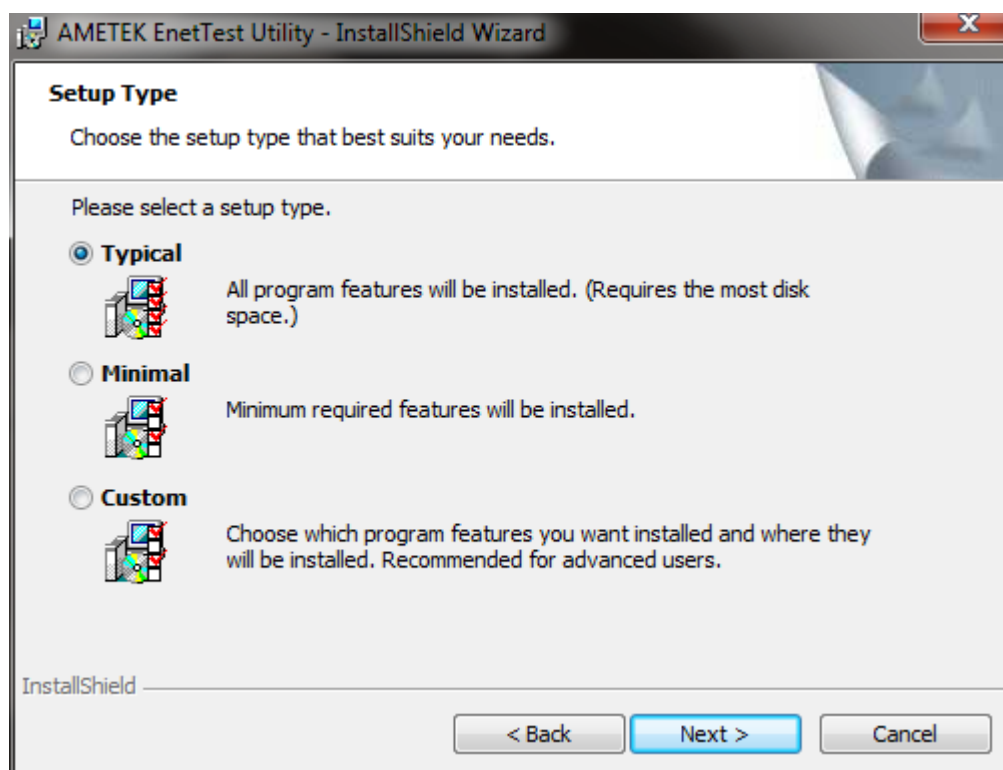 AMETEK EnetTest Utility - InstallShield Wizard
Setup Type
Choose the setup type that best suits your needs.
Please select a setup type.
Typical
All program features will be installed. (Requires the most disk
space.)
Minimal
Minimum required features will be installed.
Custom
Choose which program features you want installed and where they
will be installed. Recommended for advanced users.
InstallShield
< Back
Next >
Cancel